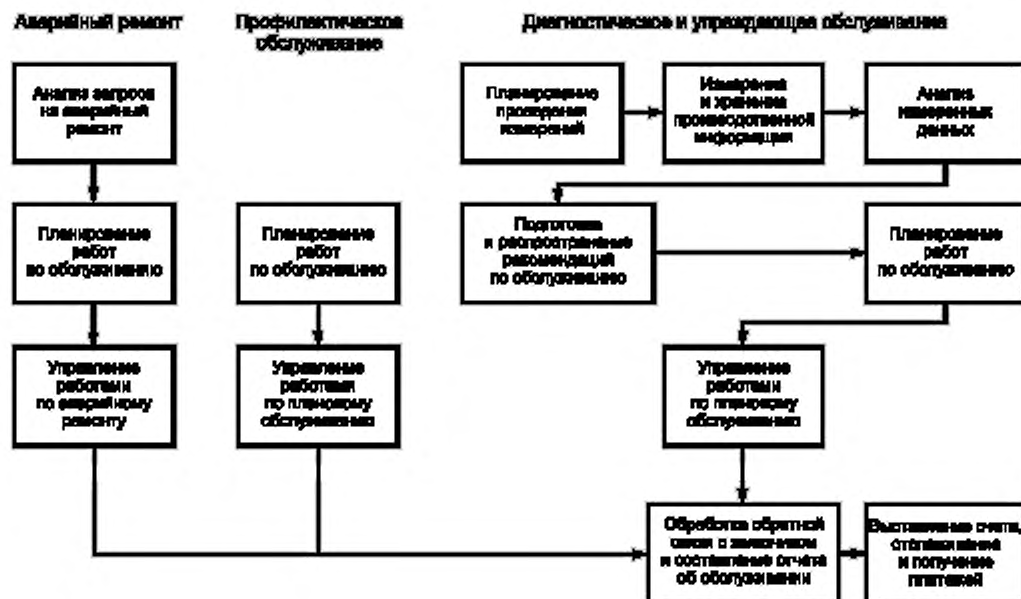 Аварийный ремонт
Профилактическое
обслуживание
Диагностическое и упреждающее обслуживание
Анализ запроса
на аварийный
ремонт
Планирование
работ
по обслуживанию
Управление
работами
по аварийному
ремонту
Планирование
работ
по обслуживанию
Управление
работами
по плановому
обслуживанию
Планирование
проведения
измерений
Измерение
и хранение
производственной
информации
Анализ
измеренных
данных
Подготовка
и распространение
рекомендаций
по обслуживанию
Планирование
работ
по обслуживанию
Управление
работами
по плановому
обслуживанию
Обработка обратной
связи с заказчиком
и составление отчета
об обслуживании
Выставление счета,
отслеживание
и получение
платежей